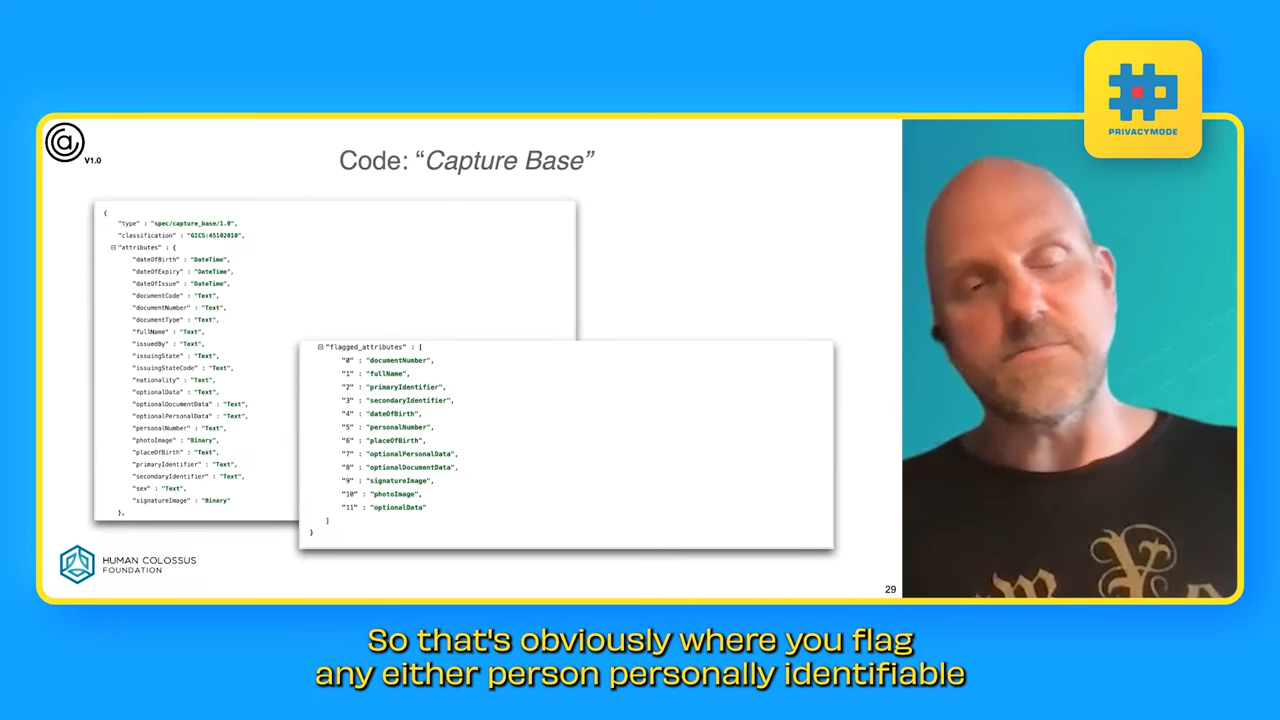 PRIVACYMODE
V1.0
Code: “Capture Base”
{
"type" : "spec/capture_base/1.0",
"classification" : "GICS:45102010",
"attributes" : {
"dateOfBirth" : "DateTime",
"dateOfExpiry" : "DateTime",
"dateOfIssue" : "DateTime",
"documentCode" : "Text",
"documentNumber" : "Text",
"documentType" : "Text",
"fullName" : "Text",
"issuedBy" : "Text",
"issuingState" : "Text",
"issuingStateCode" : "Text",
"nationality" : "Text",
"optionalData" : "Text",
"optionalDocumentData" : "Text",
"optionalPersonalData" : "Text",
"personalNumber" : "Text",
"photoImage" : "Binary",
"placeOfBirth" : "Text",
"primaryIdentifier" : "Text",
"secondaryIdentifier" : "Text",
"sex" : "Text",
"signatureImage" : "Binary"
},
"flagged_attributes" : [
"0" : "documentNumber",
"1" : "fullName",
"2" : "primaryIdentifier",
"3" : "secondaryIdentifier",
"4" : "dateOfBirth",
"5" : "personalNumber",
"6" : "placeOfBirth",
"7" : "optionalPersonalData",
"8" : "optionalDocumentData",
"9" : "signatureImage",
"10" : "photoImage",
"11" : "optionalData"
]
}
HUMAN COLOSSUS
FOUNDATION
29
So that's obviously where you flag
any either person personally identifiable